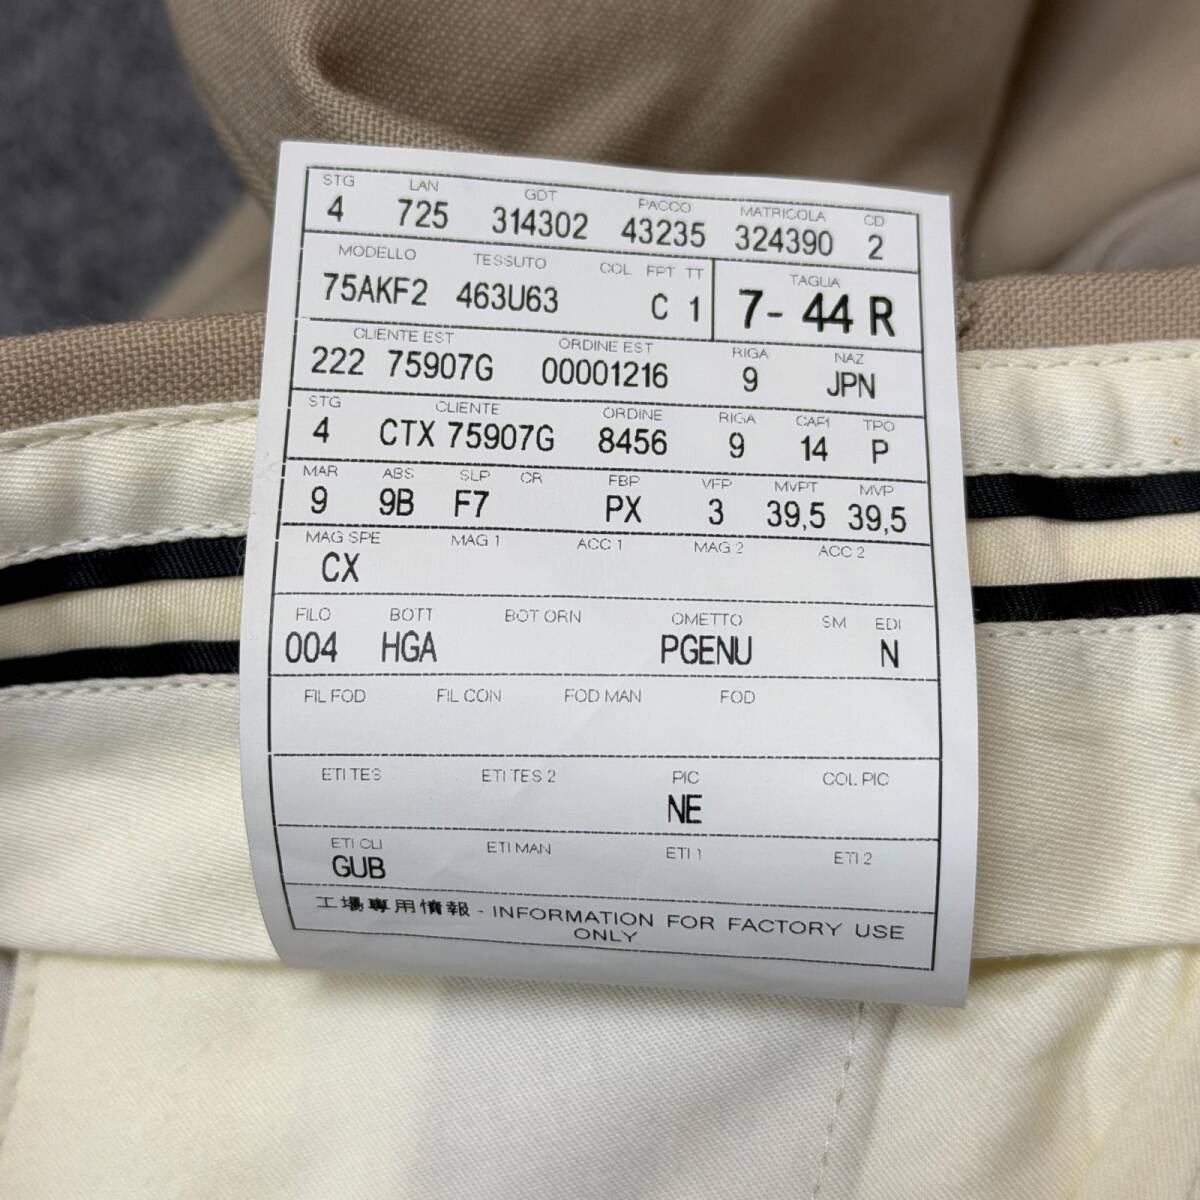 STG LAN GDT PACCO MATRICOLA CD
4 725 314302 43235 324390 2
MODELLO TESSUTO COL FPT TT TAGLIA
75AKF2 463U63 C 1 7- 44 R
CLIENTE EST ORDINE EST RIGA NAZ
222 75907G 00001216 9 JPN
STG CLIENTE ORDINE RIGA CAP1 TPO
4 CTX 75907G 8456 9 14 P
MAR ABS SLP CR FBP VFP MVPT MVP
9 9B F7 PX 3 39,5 39,5
MAG SPE MAG 1 ACC 1 MAG 2 ACC 2
CX
FILO BOTT BOT ORN OMETTO SM EDI
004 HGA PGENU N
FIL FOD FIL CON FOD MAN FOD
ETI TES ETI TES 2 PIC COL PIC
NE
ETI CLI ETI MAN ETI 1 ETI 2
GUB
工場專用情報 - INFORMATION FOR FACTORY USE
ONLY